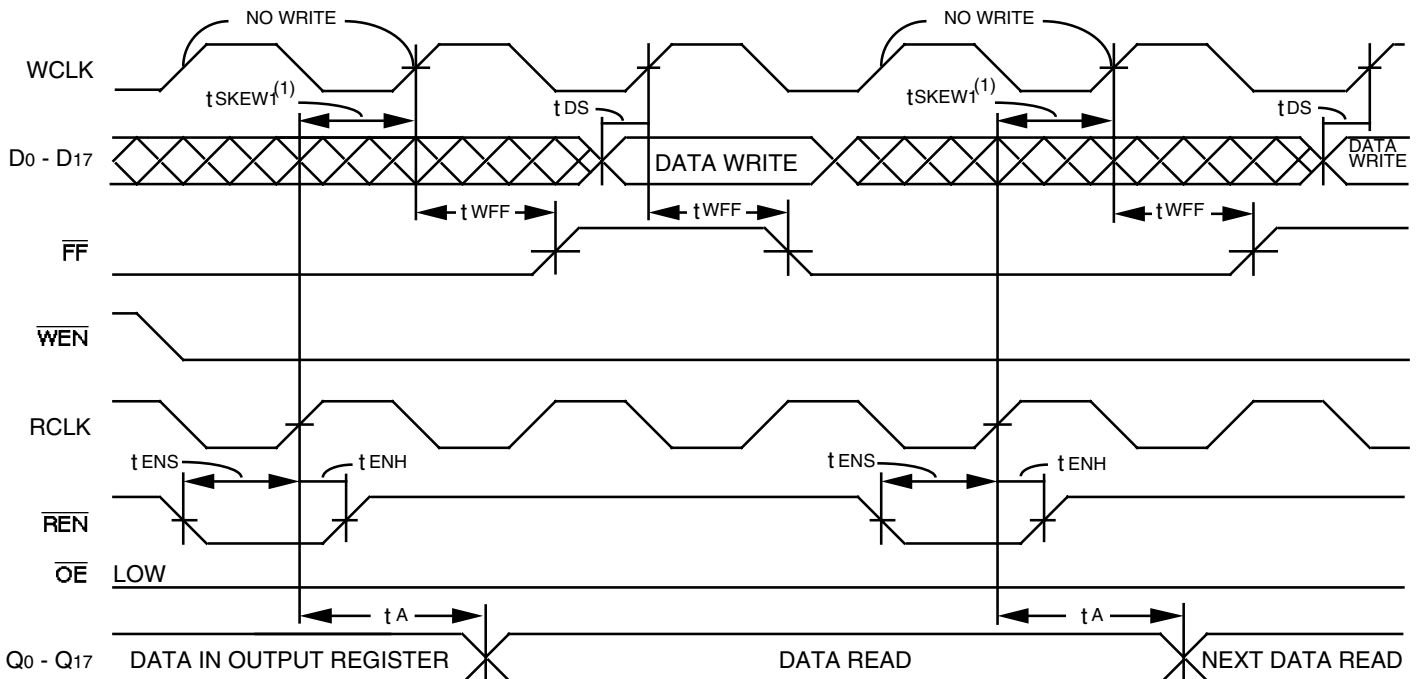 NO WRITE
NO WRITE
WCLK
tSKEW1(1)
tDS
tSKEW1(1)
tDS
D0 - D17
DATA WRITE
DATA
WRITE
tWFF
tWFF
tWFF
FF
WEN
RCLK
tENS
tENH
tENS
tENH
REN
OE
LOW
tA
tA
Q0 - Q17
DATA IN OUTPUT REGISTER
DATA READ
NEXT DATA READ